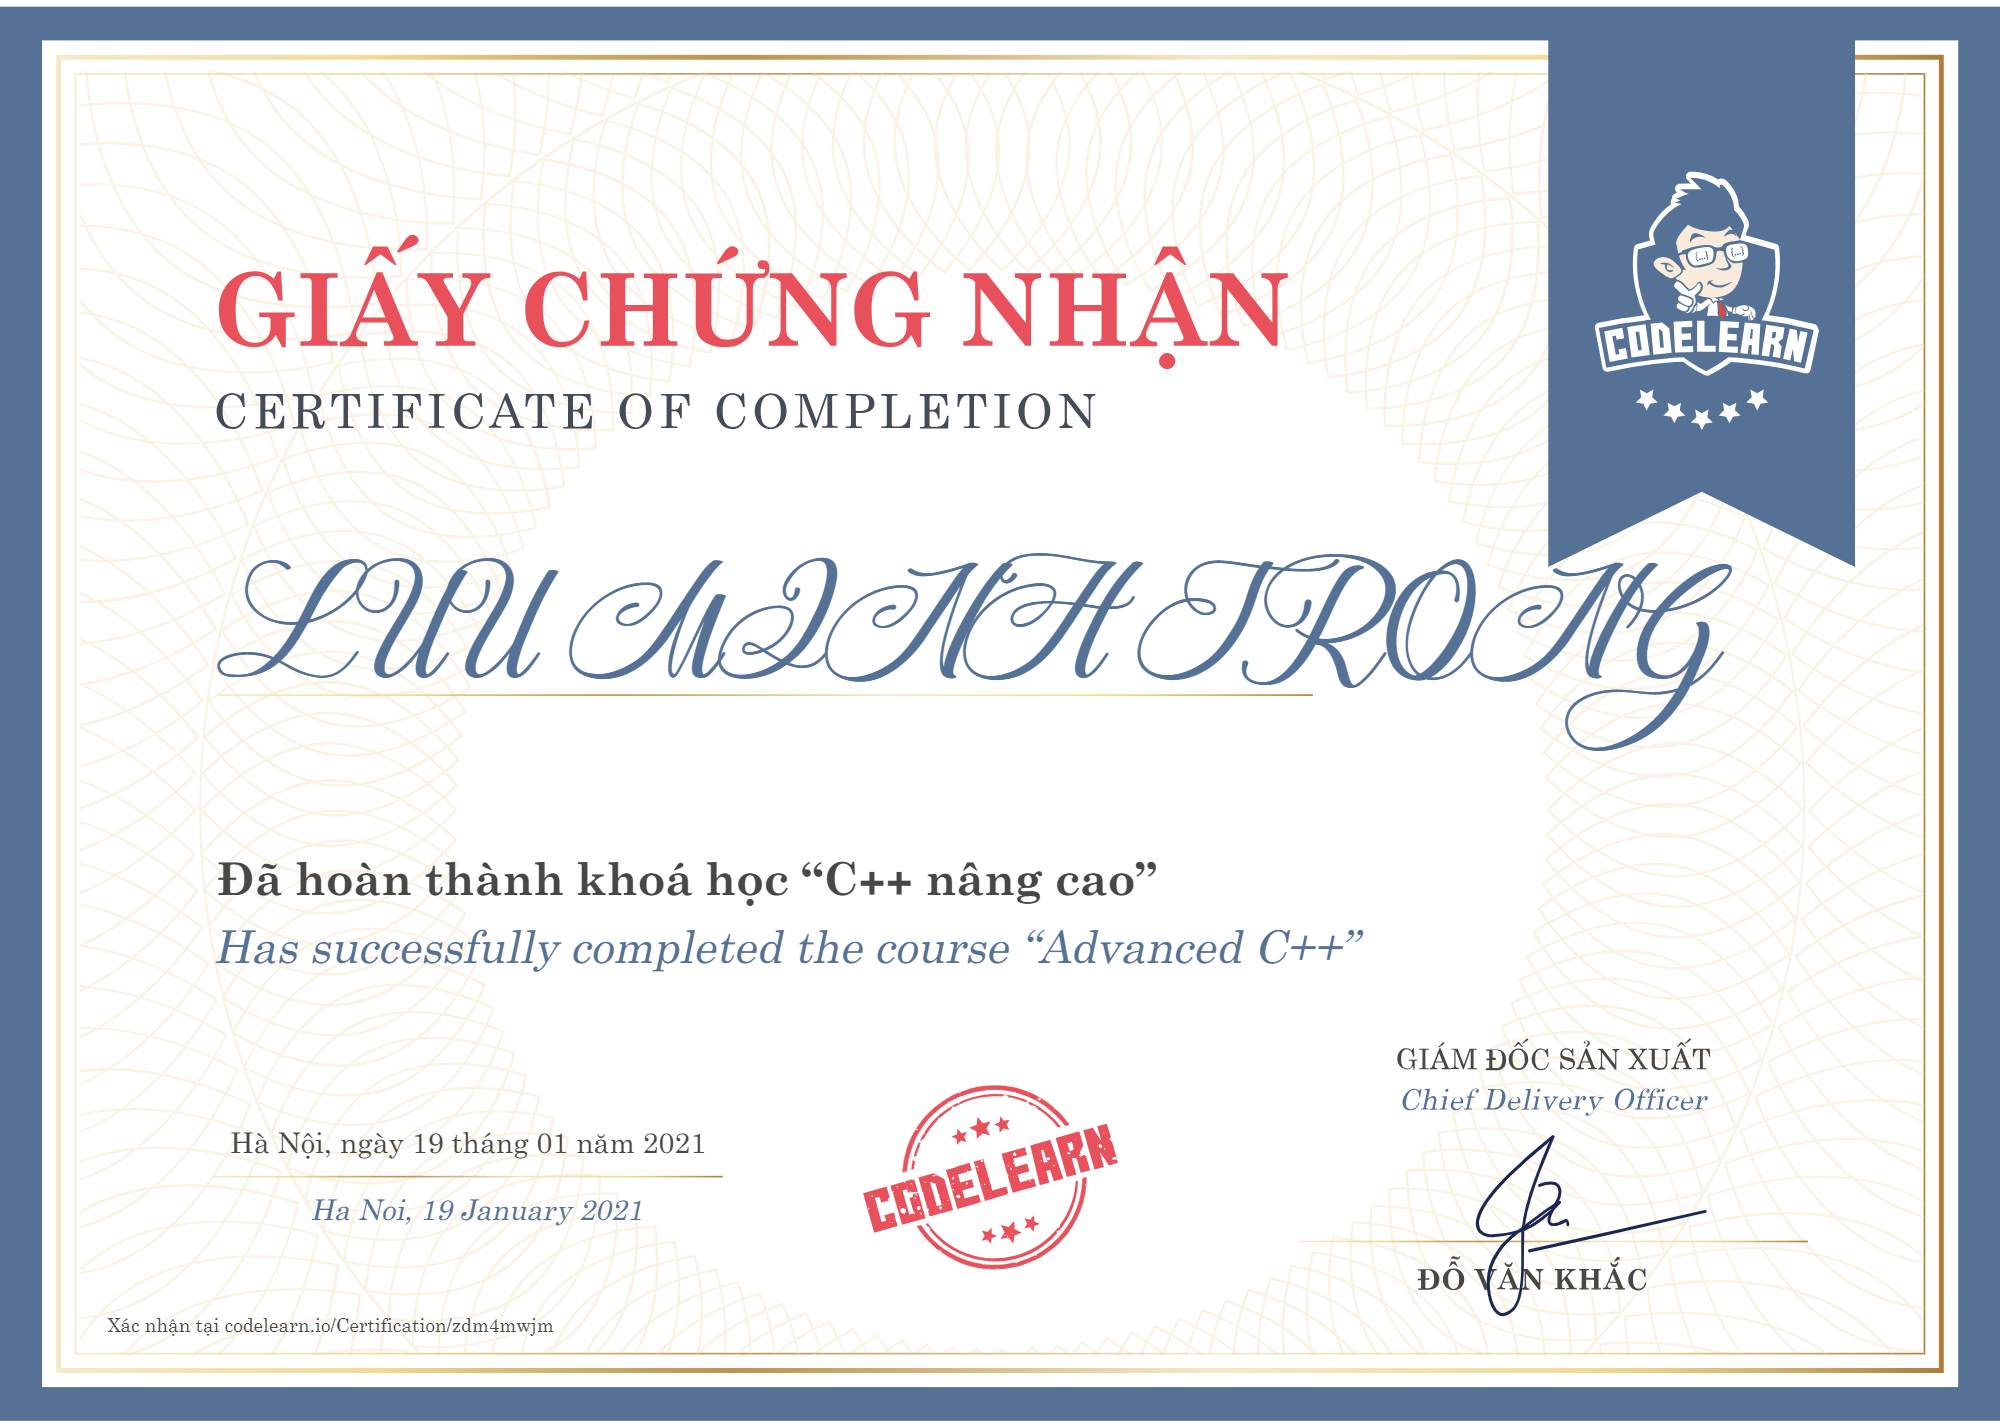 GIẤY CHỨNG NHẬN
CERTIFICATE OF COMPLETION
CODELEARN
LUU MINH TRONG
Đã hoàn thành khoá học “C++ nâng cao”
Has successfully completed the course “Advanced C++”
GIÁM ĐỐC SẢN XUẤT
Chief Delivery Officer
Hà Nội, ngày 19 tháng 01 năm 2021
Ha Noi, 19 January 2021
CODELEARN
ĐỖ VĂN KHẮC
Xác nhận tại codelearn.io/Certification/zdm4mwjm